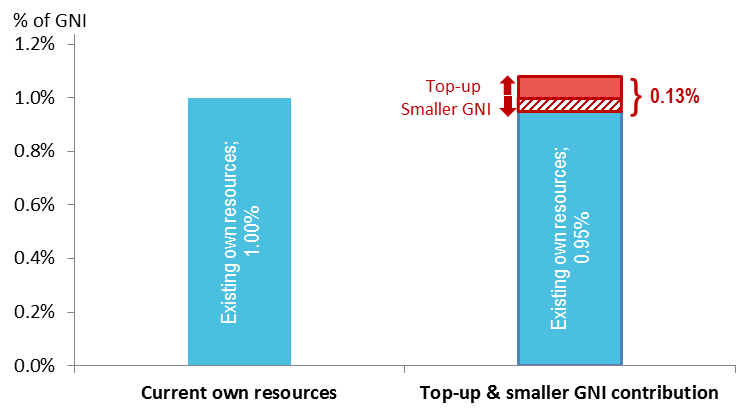 % of GNI
1.2%
1.0%
0.8%
0.6%
0.4%
0.2%
0.0%
Existing own resources;
1.00%
Top-up
Smaller GNI
0.13%
Existing own resources;
0.95%
Current own resources
Top-up & smaller GNI contribution